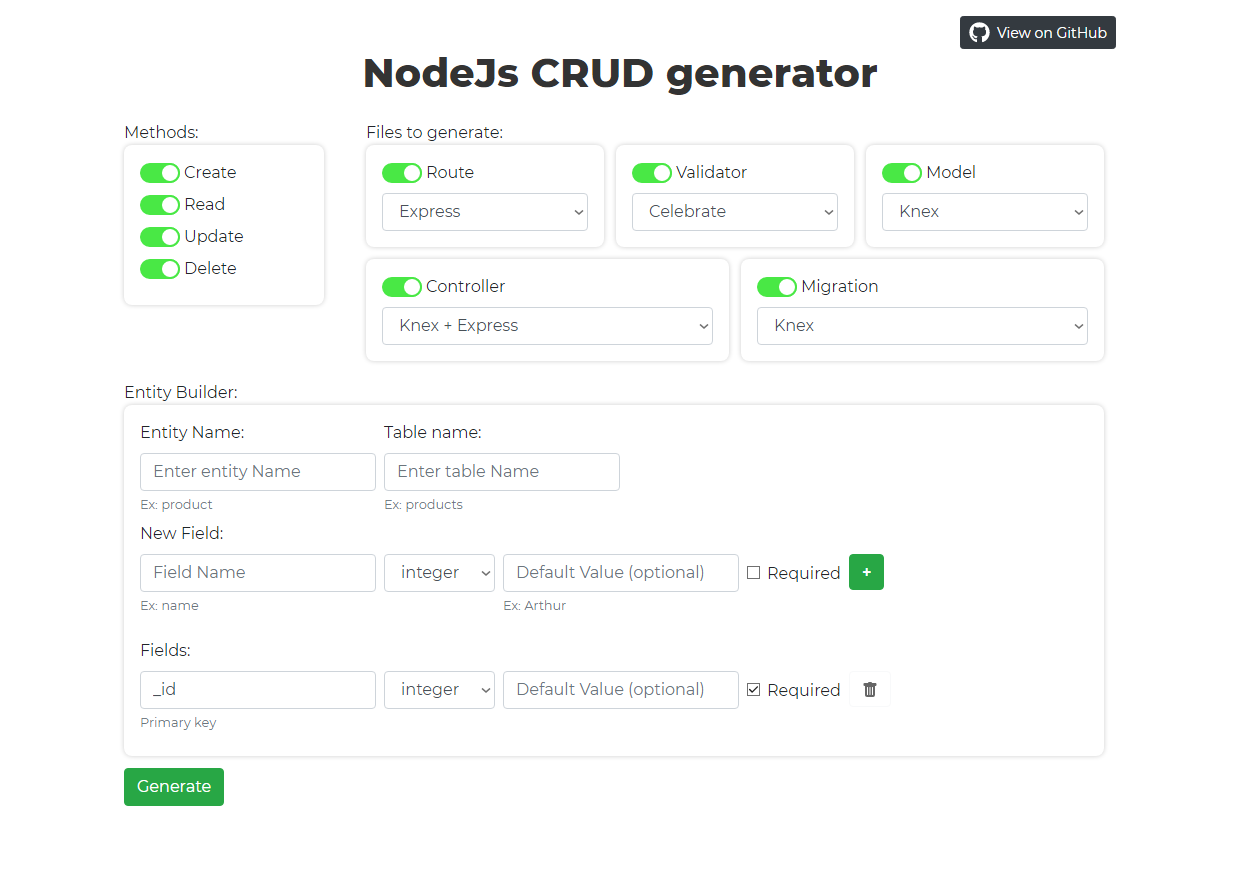 View on GitHub
NodeJs CRUD generator
Methods:
Create
Read
Update
Delete
Files to generate:
Route
Express
Validator
Celebrate
Model
Knex
Controller
Knex + Express
Migration
Knex
Entity Builder:
Entity Name: Table name:
Enter entity Name Enter table Name
Ex: product Ex: products
New Field:
Field Name integer Default Value (optional) Required +
Ex: name Ex: Arthur
Fields:
_id integer Default Value (optional) Required
Primary key
Generate